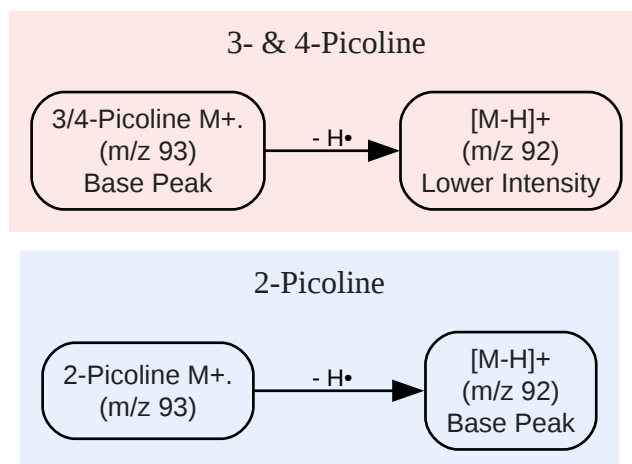 3- & 4-Picoline
3/4-Picoline M+.
(m/z 93)
Base Peak
- H•
[M-H]+
(m/z 92)
Lower Intensity
2-Picoline
2-Picoline M+.
(m/z 93)
- H•
[M-H]+
(m/z 92)
Base Peak